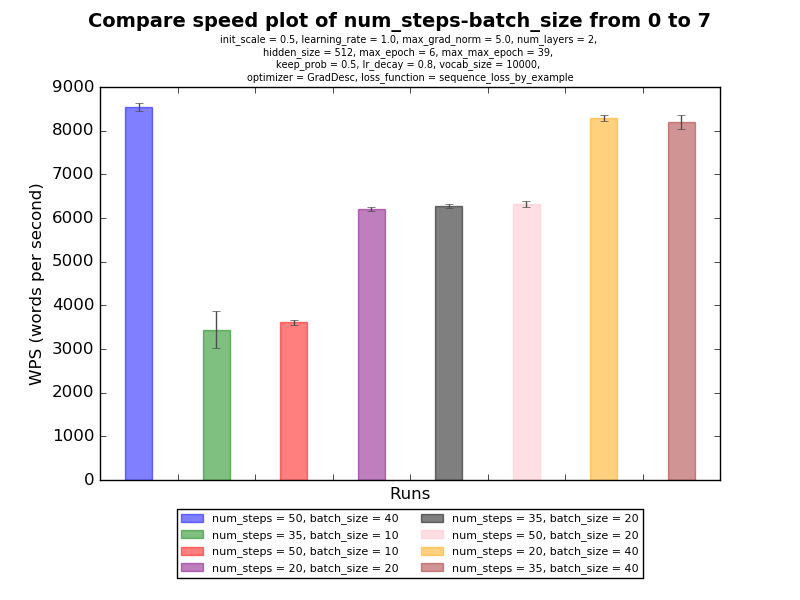 Compare speed plot of num_steps-batch_size from 0 to 7
init_scale = 0.5, learning_rate = 1.0, max_grad_norm = 5.0, num_layers = 2,
hidden_size = 512, max_epoch = 6, max_max_epoch = 39,
keep_prob = 0.5, lr_decay = 0.8, vocab_size = 10000,
optimizer = GradDesc, loss_function = sequence_loss_by_example
9000
8000
7000
6000
5000
4000
3000
2000
1000
0
WPS (words per second)
Runs
num_steps = 50, batch_size = 40
num_steps = 35, batch_size = 10
num_steps = 50, batch_size = 10
num_steps = 20, batch_size = 20
num_steps = 35, batch_size = 20
num_steps = 50, batch_size = 20
num_steps = 20, batch_size = 40
num_steps = 35, batch_size = 40